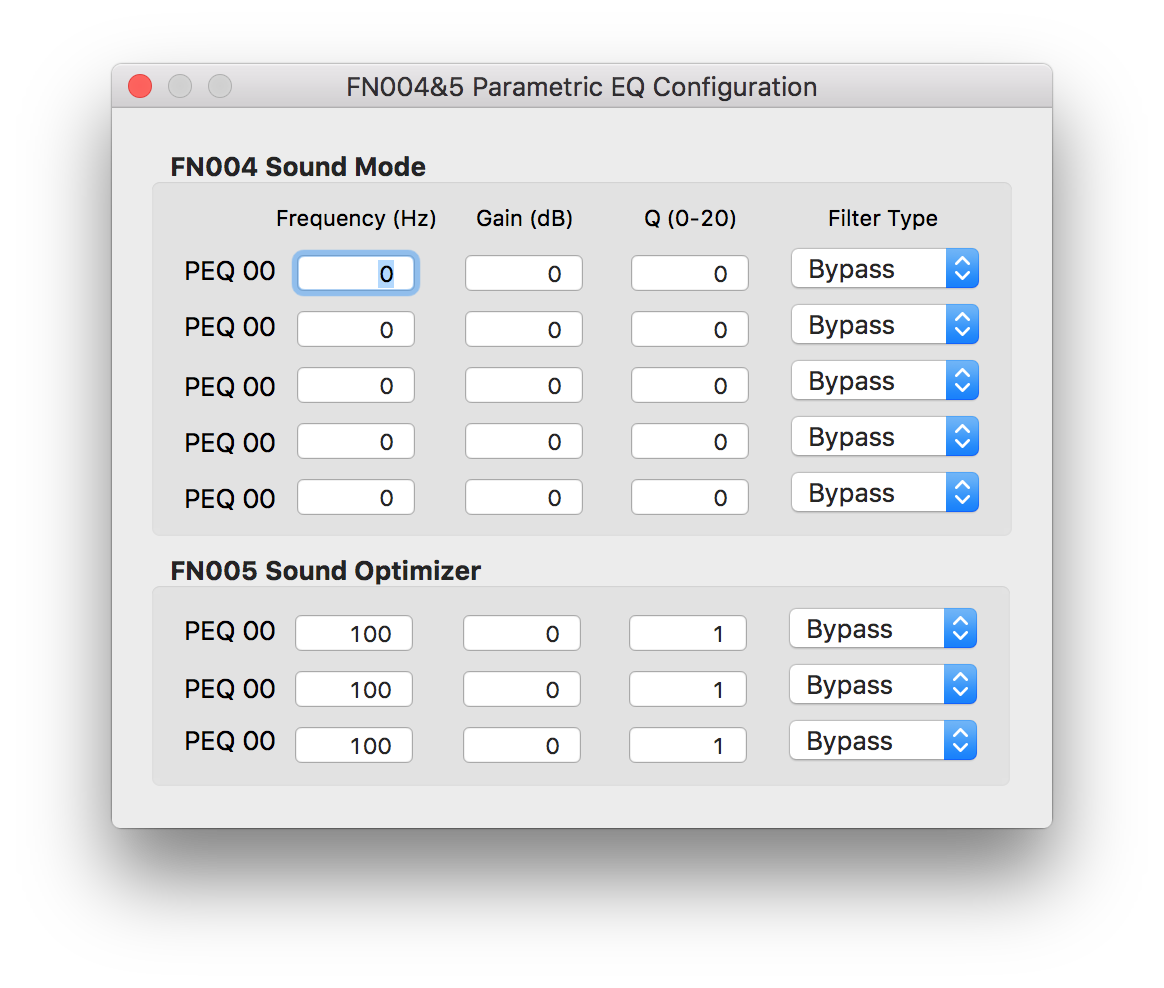 FN004&5 Parametric EQ Configuration
FN004 Sound Mode
Frequency (Hz) Gain (dB) Q (0-20) Filter Type
PEQ 00 0 0 0 Bypass
PEQ 00 0 0 0 Bypass
PEQ 00 0 0 0 Bypass
PEQ 00 0 0 0 Bypass
PEQ 00 0 0 0 Bypass
FN005 Sound Optimizer
PEQ 00 100 0 1 Bypass
PEQ 00 100 0 1 Bypass
PEQ 00 100 0 1 Bypass